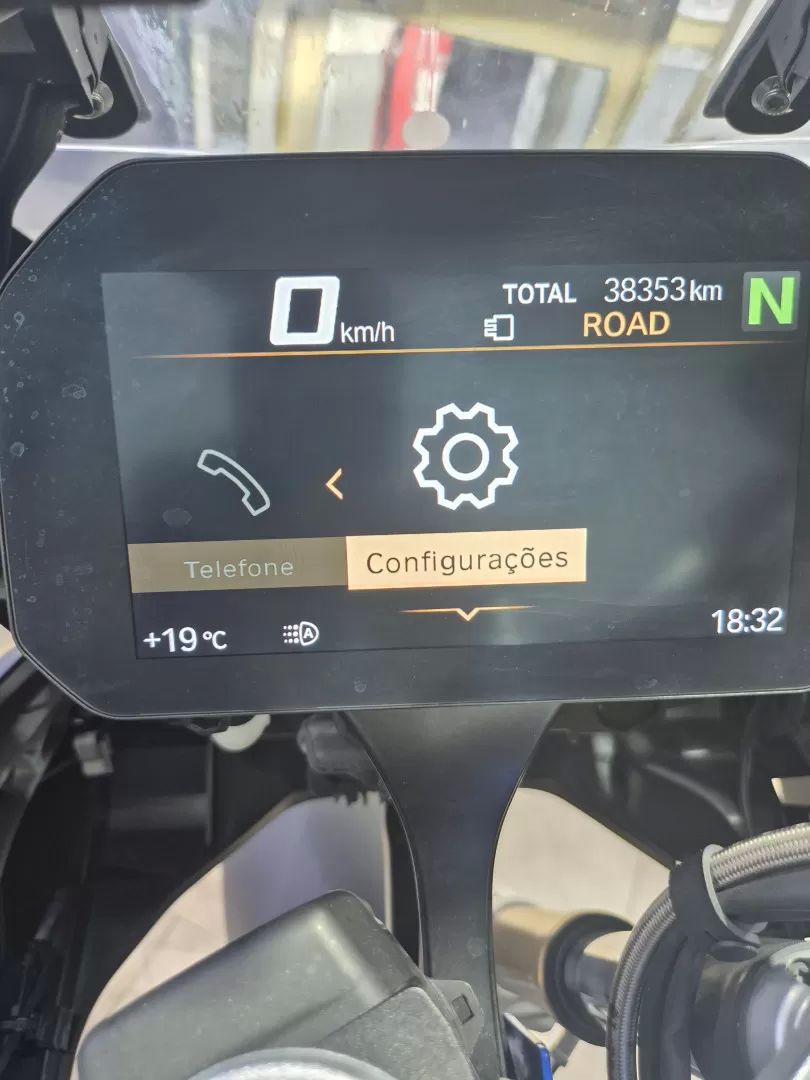 0 km/h
TOTAL 38353 km
N
ROAD
Telefone
Configurações
+19 °C
A
18:32